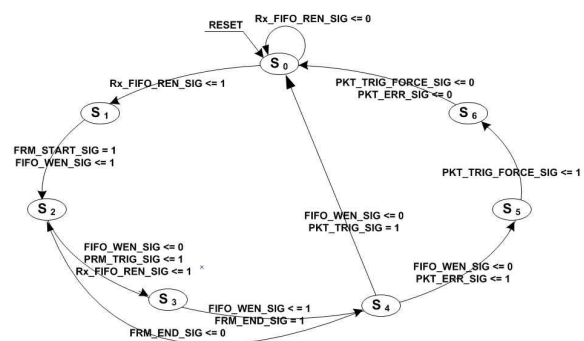 Rx_FIFO_REN_SIG <= 0
RESET
S 0
Rx_FIFO_REN_SIG <= 1
PKT_TRIG_FORCE_SIG <= 0
PKT_ERR_SIG <= 0
S 1
S 6
FRM_START_SIG = 1
FIFO_WEN_SIG <= 1
PKT_TRIG_FORCE_SIG <= 1
S 2
S 5
FIFO_WEN_SIG <= 0
PKT_TRIG_SIG = 1
FIFO_WEN_SIG <= 0
PRM_TRIG_SIG <= 1
Rx_FIFO_REN_SIG <= 1
×
FIFO_WEN_SIG <= 0
PKT_ERR_SIG <= 1
S 3
S 4
FIFO_WEN_SIG < = 1
FRM_END_SIG = 1
FRM_END_SIG <= 0